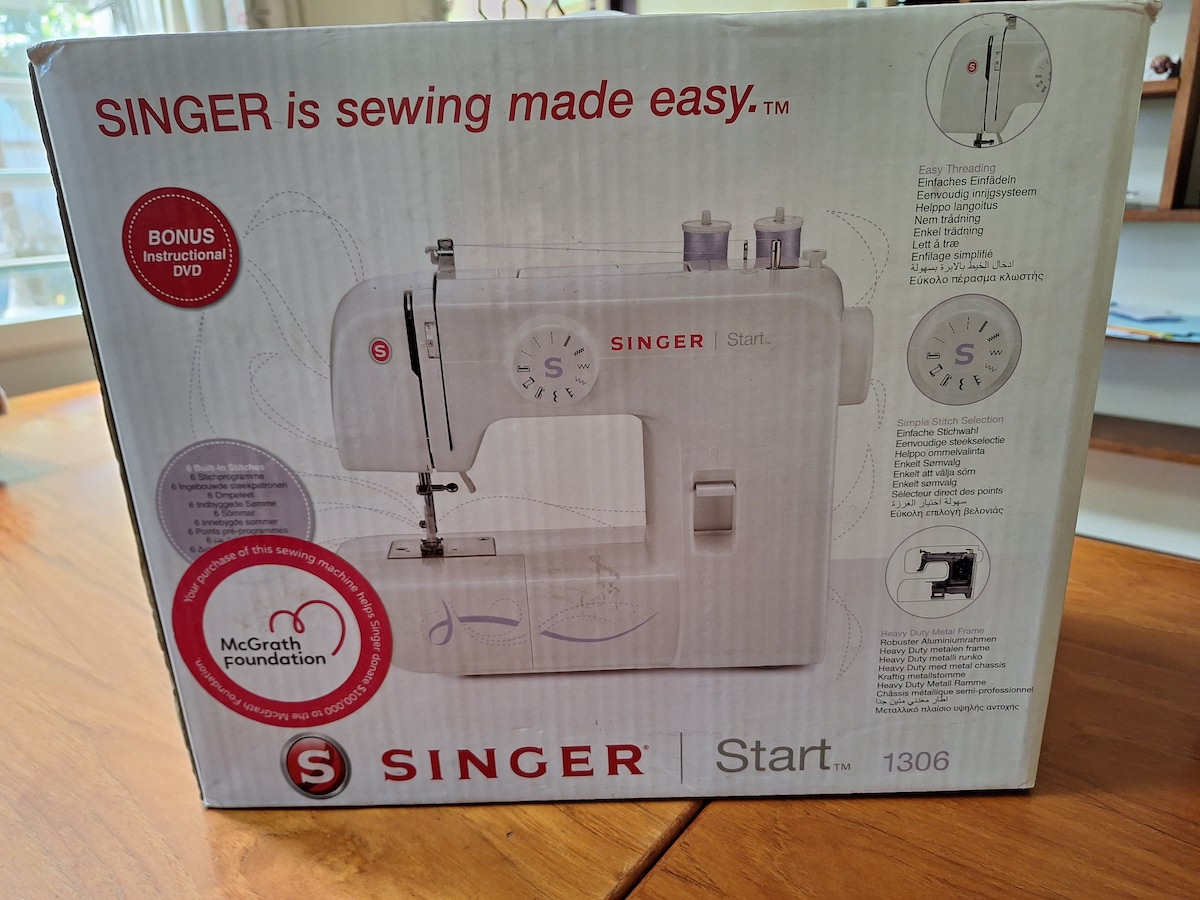 SINGER is sewing made easy.™
BONUS
Instructional
DVD
S
SINGER | Start™
S
6 Built-In Stitches
6 Stichprogramme
6 Ingebouwde steekpatronen
6 Ompeleet
6 Indbyggede Sømme
6 Sömmar
6 Innebygde sømmer
6 Points pré-programmés
Your purchase of this sewing machine helps Singer donate $100,000 to the McGrath Foundation.
McGrath
Foundation
S
Easy Threading
Einfaches Einfädeln
Eenvoudig inrijgsysteem
Helppo langoitus
Nem trådning
Enkel trädning
Lett å træ
Enfilage simplifié
ادخال الخيط بالابرة بسهولة
Εύκολο πέρασμα κλωστής
S
Simple Stitch Selection
Einfache Stichwahl
Eenvoudige steekselectie
Helppo ommelvalinta
Enkelt Sømvalg
Enkelt att välja söm
Enkelt sømvalg
Sélecteur direct des points
سهولة اختيار الغرزة
Εύκολη επιλογή βελονιάς
Heavy Duty Metal Frame
Robuster Aluminiumrahmen
Heavy Duty metalen frame
Heavy Duty metalli runko
Heavy Duty med metal chassis
Kraftig metallstomme
Heavy Duty Metall Ramme
Châssis métallique semi-professionnel
اطار معدني متين جدا
Μεταλλικό πλαίσιο υψηλής αντοχής
S SINGER® | Start™ 1306